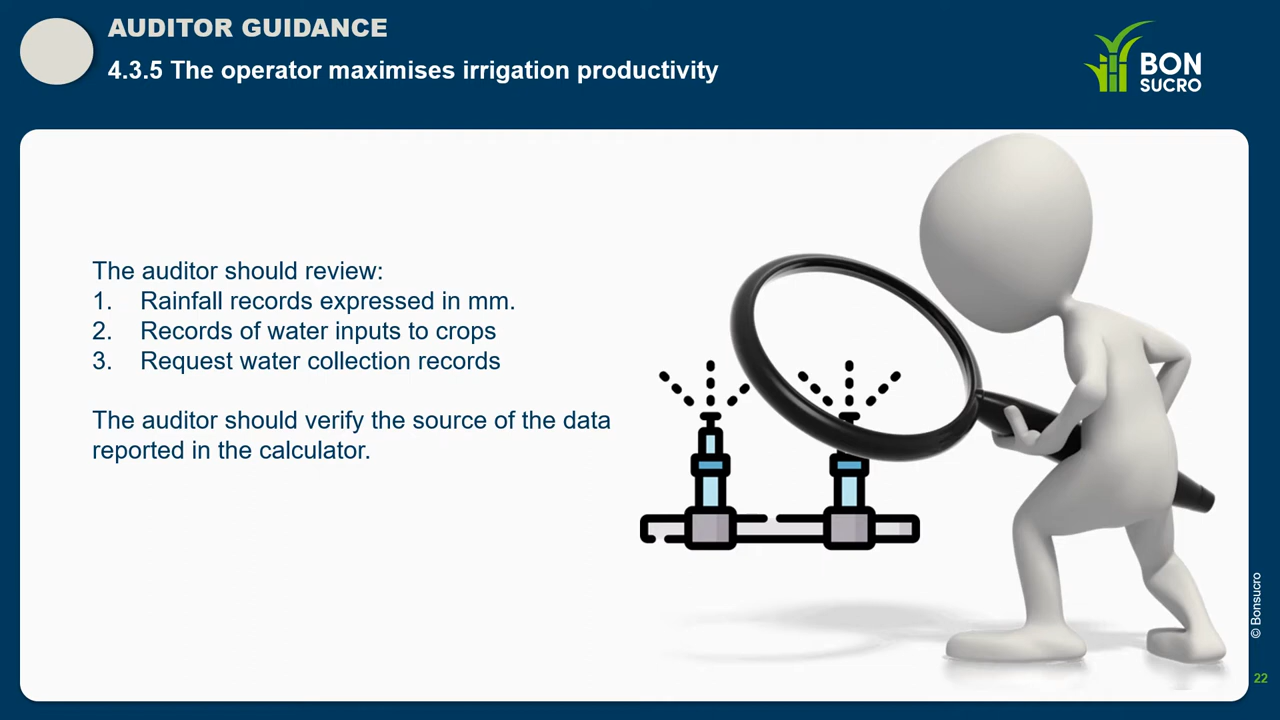 AUDITOR GUIDANCE
4.3.5 The operator maximises irrigation productivity
BON
SUCRO
The auditor should review:
1. Rainfall records expressed in mm.
2. Records of water inputs to crops
3. Request water collection records
The auditor should verify the source of the data
reported in the calculator.
© Bonsucro
22